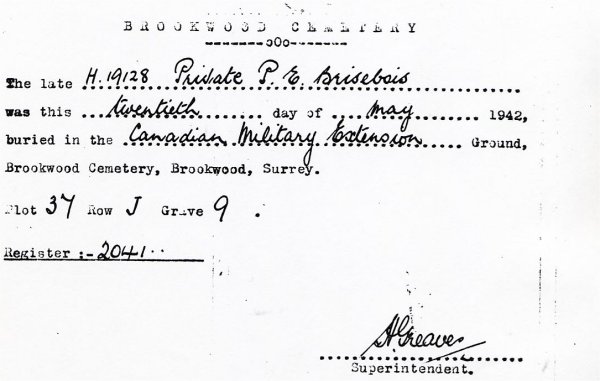 BROOKWOOD CEMETERY
--------oOo--------
The late H.19128 Private P. E. Brisebois
was this twentieth day of May 1942,
buried in the Canadian Military Extension Ground,
Brookwood Cemetery, Brookwood, Surrey.
Plot 37 Row J Grave 9 .
Register :- 2041..
H Greaves
Superintendent.